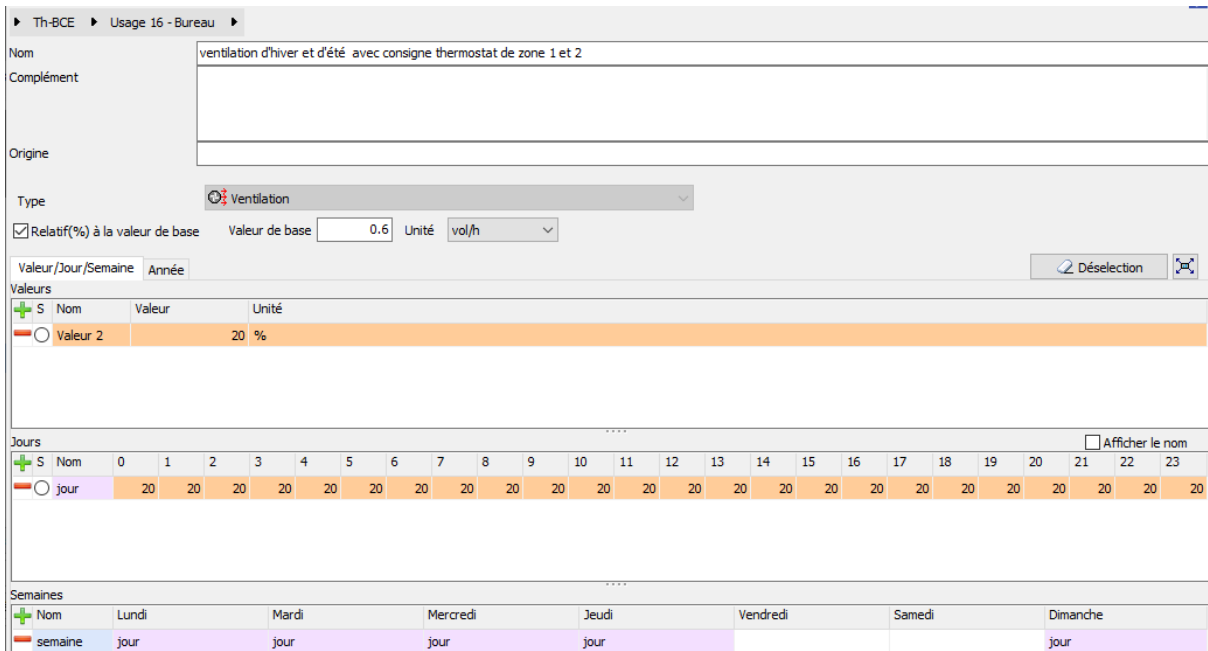 Th-BCE Usage 16 - Bureau
Nom ventilation d'hiver et d'été avec consigne thermostat de zone 1 et 2
Complément
Origine
Type Ventilation
Relatif(%) à la valeur de base Valeur de base 0.6 Unité vol/h
Valeur/Jour/Semaine Année Déselection
Valeurs
S Nom Valeur Unité
Valeur 2 20 %
Jours Afficher le nom
S Nom 0 1 2 3 4 5 6 7 8 9 10 11 12 13 14 15 16 17 18 19 20 21 22 23
jour 20 20 20 20 20 20 20 20 20 20 20 20 20 20 20 20 20 20 20 20 20 20 20 20
Semaines
Nom Lundi Mardi Mercredi Jeudi Vendredi Samedi Dimanche
semaine jour jour jour jour jour